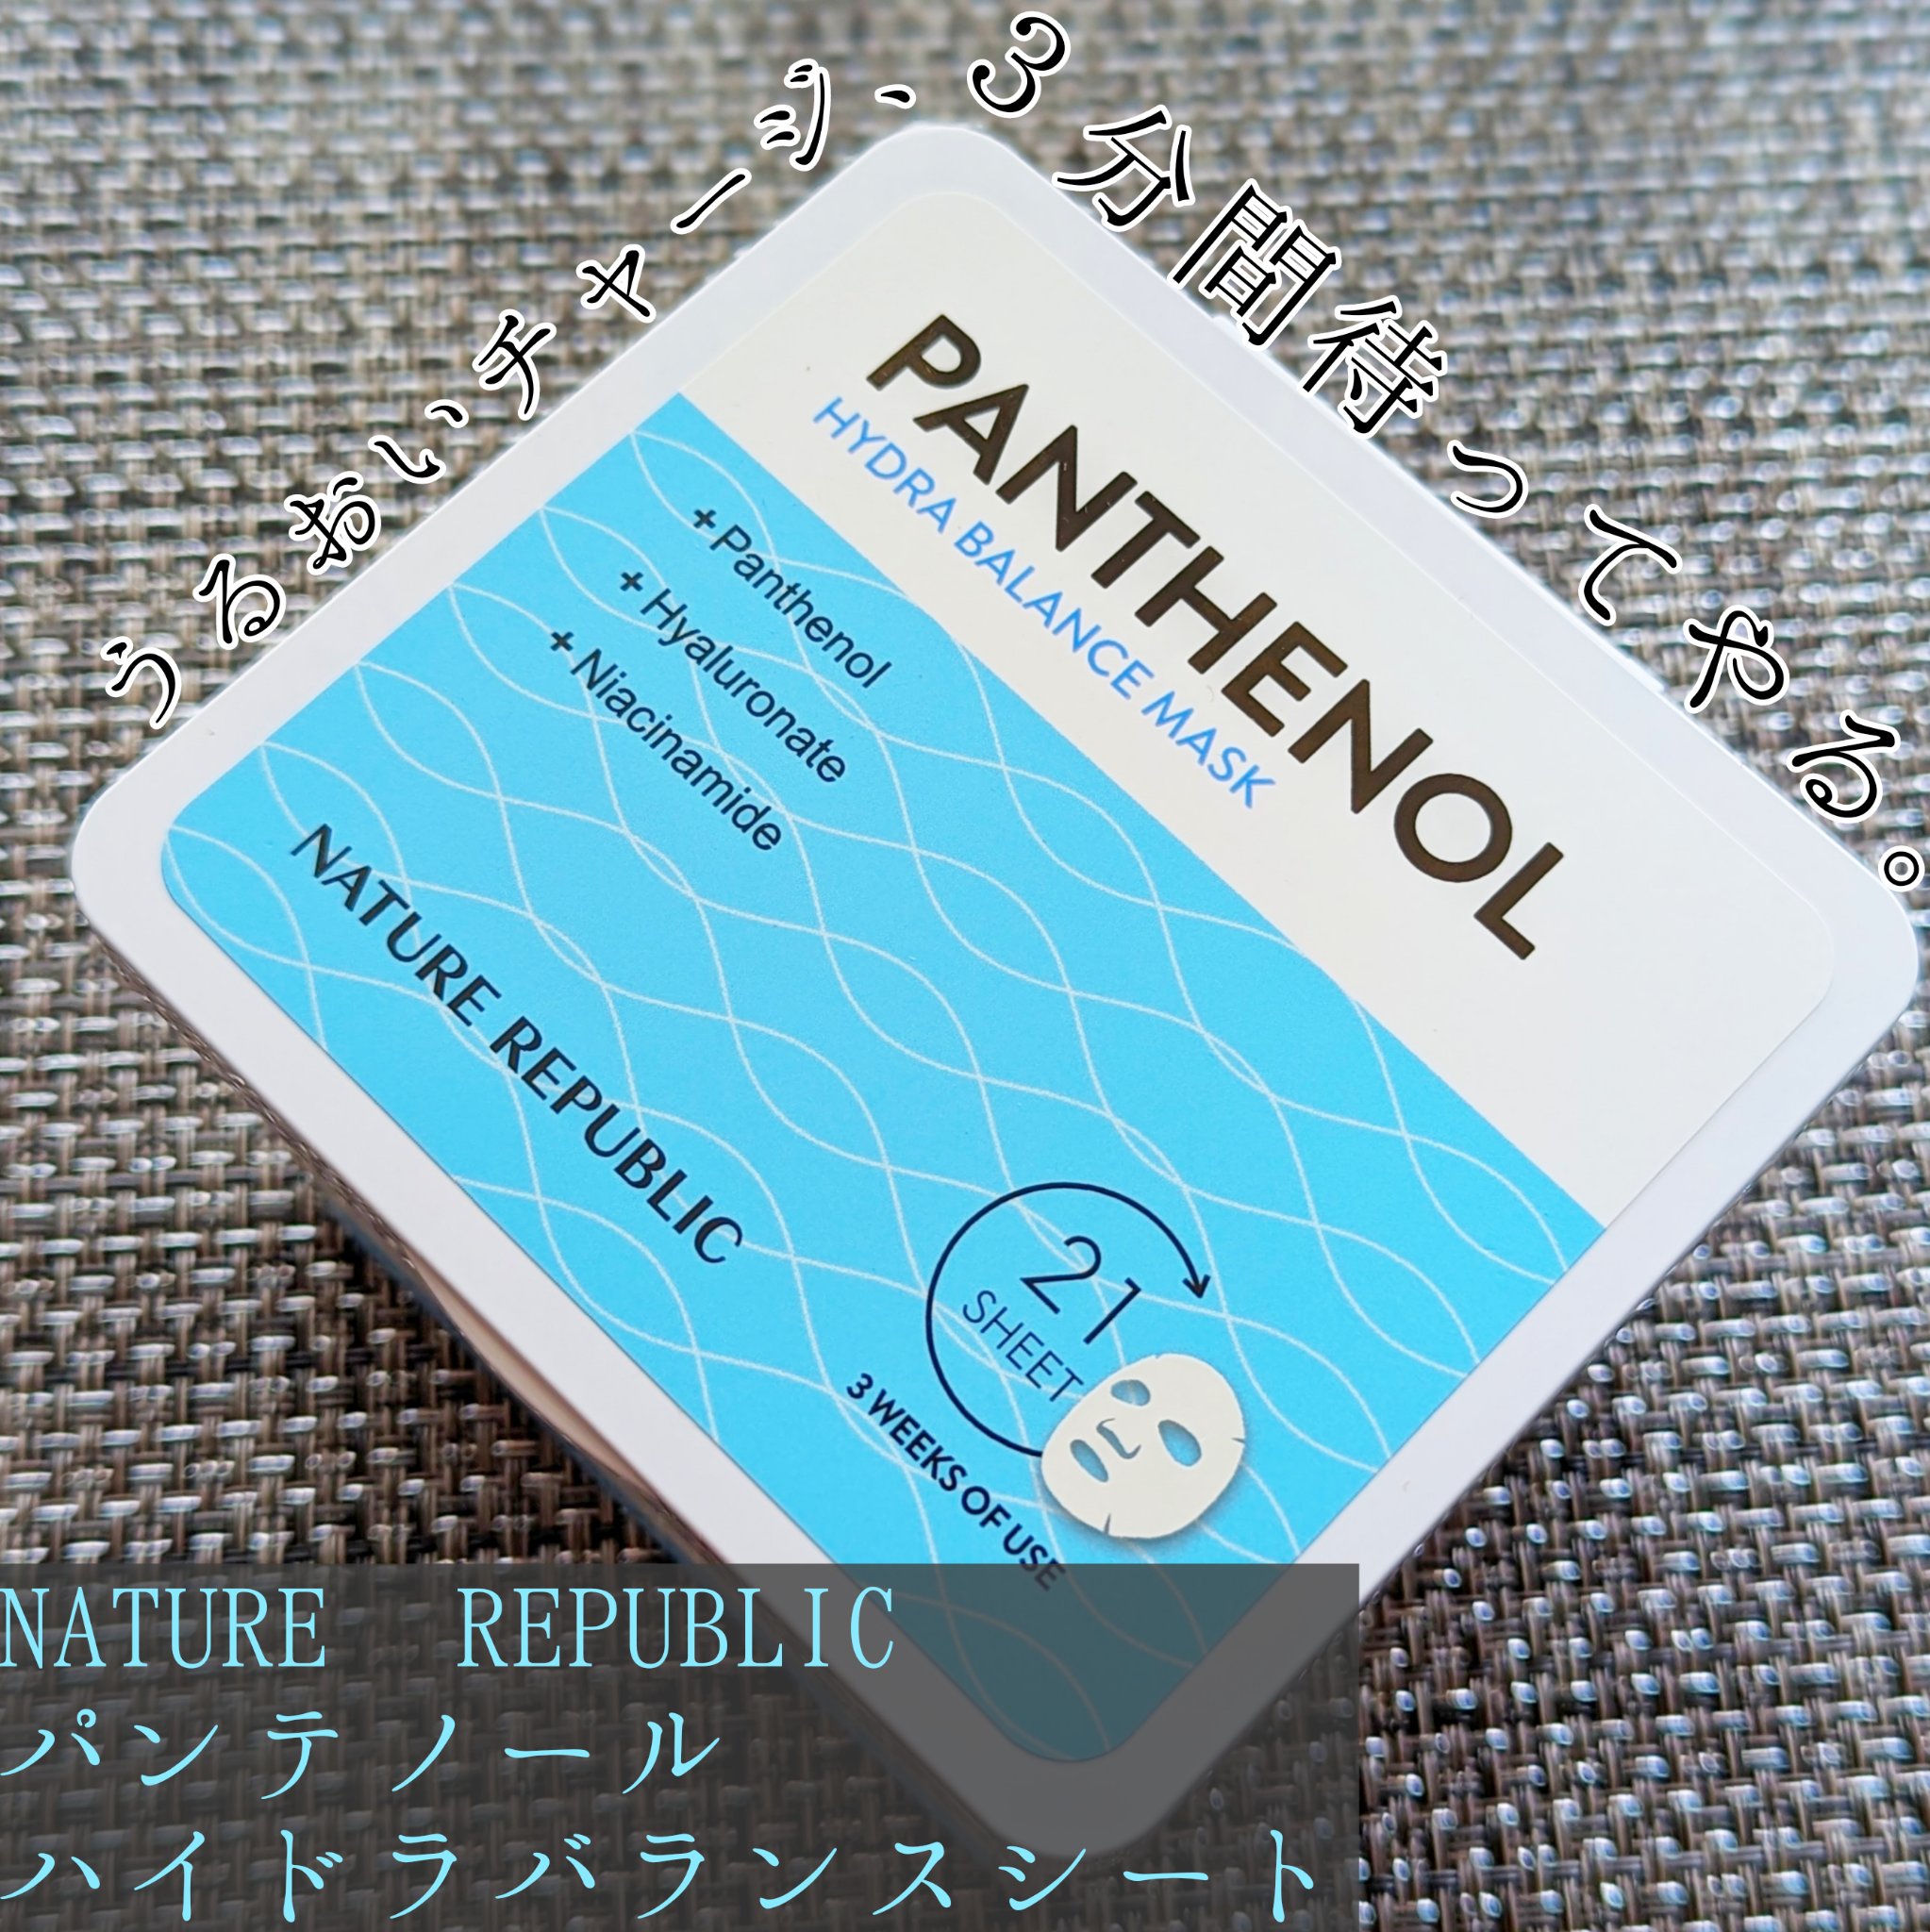 うるおいチャージ、３分間待ってやる。
PANTHENOL
HYDRA BALANCE MASK
+ Panthenol
+ Hyaluronate
+ Niacinamide
NATURE REPUBLIC
21
SHEET
3 WEEKS OF USE
NATURE　REPUBLIC
パンテノール
ハイドラバランスシート